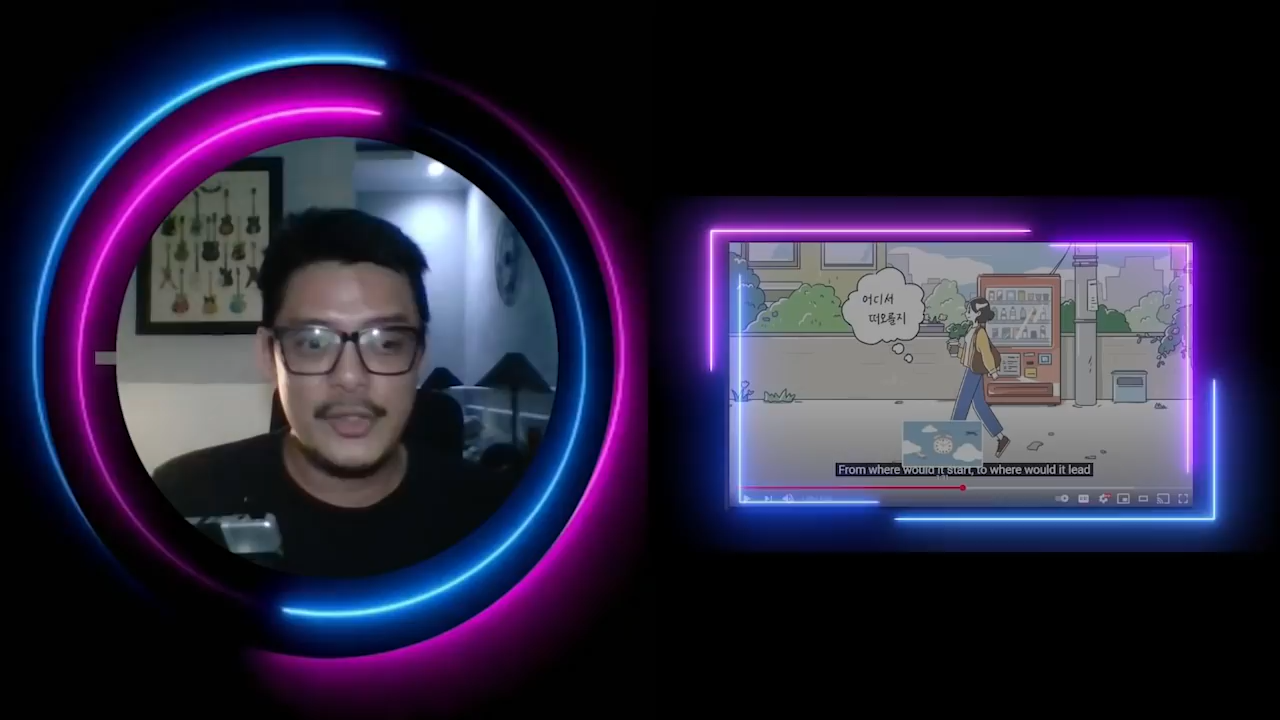 어디서
떠오를지
From where would it start, to where would it lead